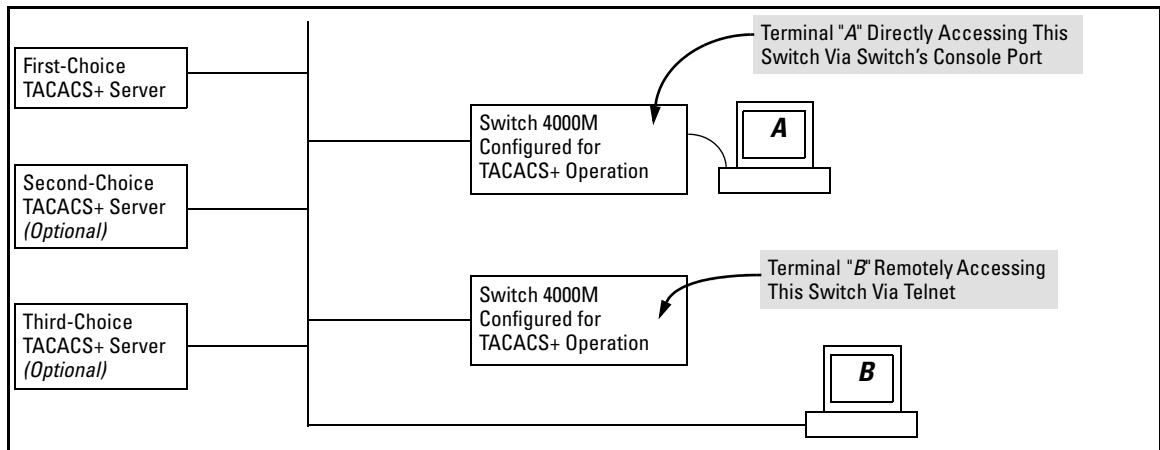 First-Choice
TACACS+ Server
Second-Choice
TACACS+ Server
(Optional)
Third-Choice
TACACS+ Server
(Optional)
Switch 4000M
Configured for
TACACS+ Operation
Terminal "A" Directly Accessing This
Switch Via Switch's Console Port
A
Switch 4000M
Configured for
TACACS+ Operation
Terminal "B" Remotely Accessing
This Switch Via Telnet
B